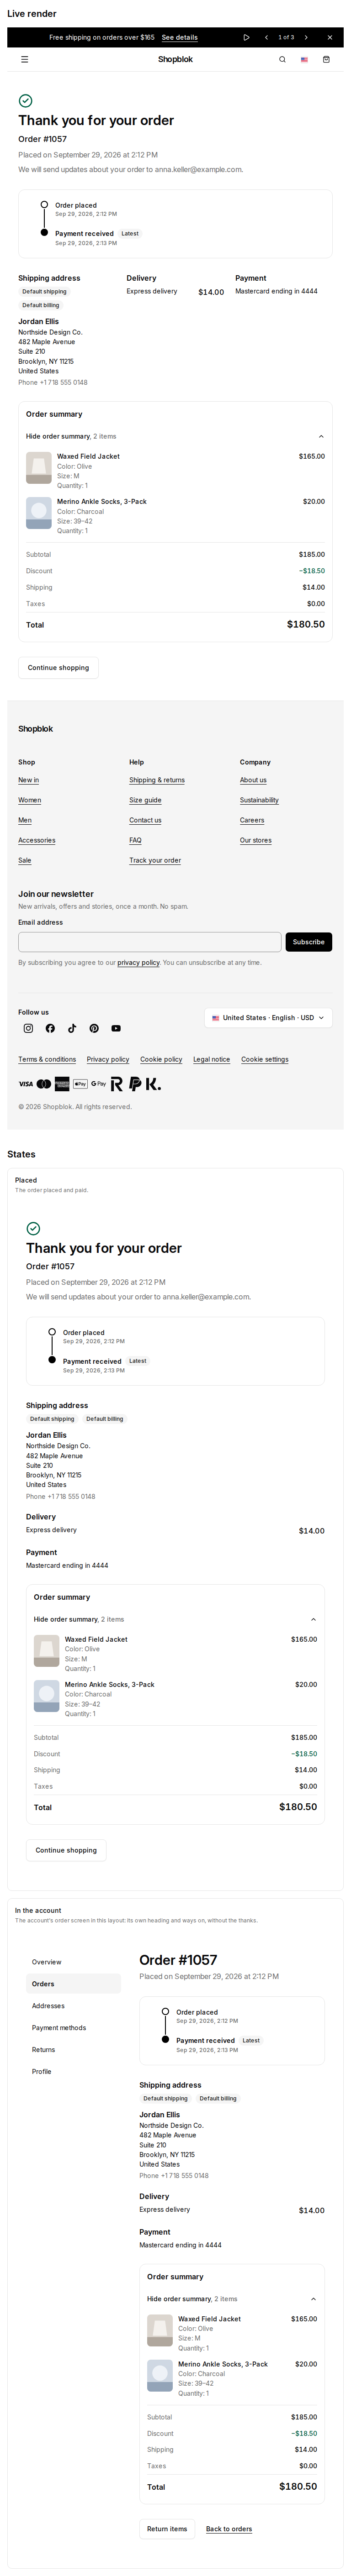 Live render
Free shipping on orders over $165 See details 1 of 3
Shopblok
Thank you for your order
Order #1057
Placed on September 29, 2026 at 2:12 PM
We will send updates about your order to anna.keller@example.com.
Order placed
Sep 29, 2026, 2:12 PM
Payment received Latest
Sep 29, 2026, 2:13 PM
Shipping address Delivery Payment
Default shipping Express delivery $14.00 Mastercard ending in 4444
Default billing
Jordan Ellis
Northside Design Co.
482 Maple Avenue
Suite 210
Brooklyn, NY 11215
United States
Phone +1 718 555 0148
Order summary
Hide order summary, 2 items
Waxed Field Jacket $165.00
Color: Olive
Size: M
Quantity: 1
Merino Ankle Socks, 3-Pack $20.00
Color: Charcoal
Size: 39–42
Quantity: 1
Subtotal $185.00
Discount −$18.50
Shipping $14.00
Taxes $0.00
Total $180.50
Continue shopping
Shopblok
Shop Help Company
New in Shipping & returns About us
Women Size guide Sustainability
Men Contact us Careers
Accessories FAQ Our stores
Sale Track your order
Join our newsletter
New arrivals, offers and stories, once a month. No spam.
Email address
Subscribe
By subscribing you agree to our privacy policy. You can unsubscribe at any time.
Follow us United States · English · USD
Terms & conditions Privacy policy Cookie policy Legal notice Cookie settings
VISA Pay G Pay K.
© 2026 Shopblok. All rights reserved.
States
Placed
The order placed and paid.
Thank you for your order
Order #1057
Placed on September 29, 2026 at 2:12 PM
We will send updates about your order to anna.keller@example.com.
Order placed
Sep 29, 2026, 2:12 PM
Payment received Latest
Sep 29, 2026, 2:13 PM
Shipping address
Default shipping Default billing
Jordan Ellis
Northside Design Co.
482 Maple Avenue
Suite 210
Brooklyn, NY 11215
United States
Phone +1 718 555 0148
Delivery
Express delivery $14.00
Payment
Mastercard ending in 4444
Order summary
Hide order summary, 2 items
Waxed Field Jacket $165.00
Color: Olive
Size: M
Quantity: 1
Merino Ankle Socks, 3-Pack $20.00
Color: Charcoal
Size: 39–42
Quantity: 1
Subtotal $185.00
Discount −$18.50
Shipping $14.00
Taxes $0.00
Total $180.50
Continue shopping
In the account
The account's order screen in this layout: its own heading and ways on, without the thanks.
Overview
Orders
Addresses
Payment methods
Returns
Profile
Order #1057
Placed on September 29, 2026 at 2:12 PM
Order placed
Sep 29, 2026, 2:12 PM
Payment received Latest
Sep 29, 2026, 2:13 PM
Shipping address
Default shipping Default billing
Jordan Ellis
Northside Design Co.
482 Maple Avenue
Suite 210
Brooklyn, NY 11215
United States
Phone +1 718 555 0148
Delivery
Express delivery $14.00
Payment
Mastercard ending in 4444
Order summary
Hide order summary, 2 items
Waxed Field Jacket $165.00
Color: Olive
Size: M
Quantity: 1
Merino Ankle Socks, 3-Pack $20.00
Color: Charcoal
Size: 39–42
Quantity: 1
Subtotal $185.00
Discount −$18.50
Shipping $14.00
Taxes $0.00
Total $180.50
Return items Back to orders